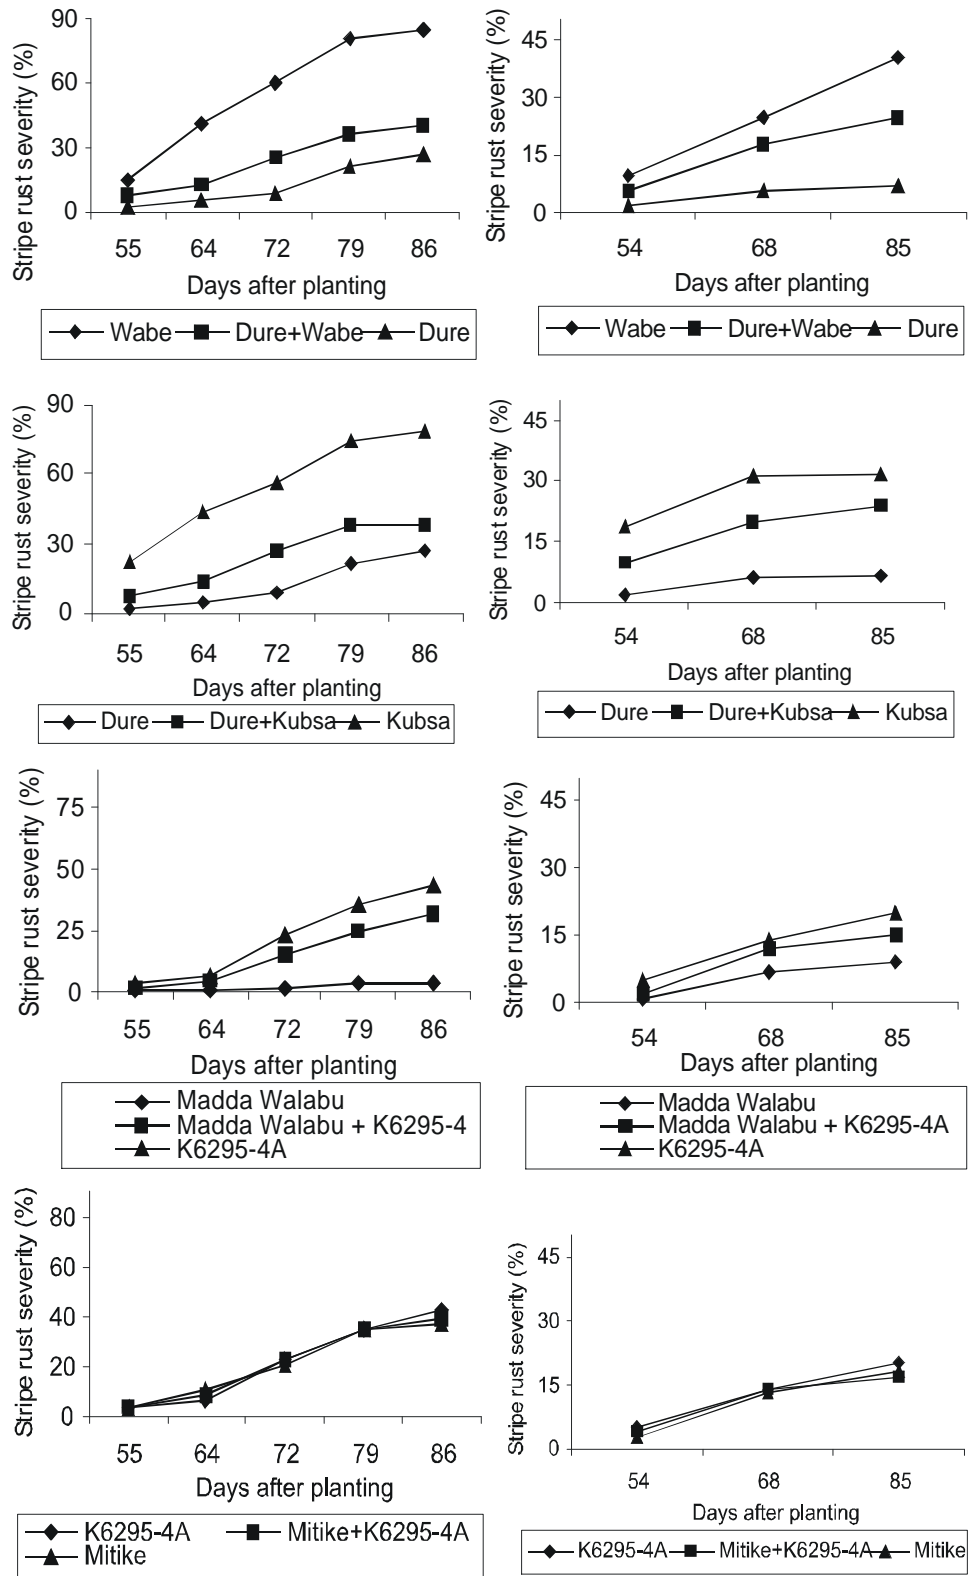 Stripe rust severity (%)
90
60
30
0
55 64 72 79 86
Days after planting
Wabe Dure+Wabe Dure
Stripe rust severity (%)
45
30
15
0
54 68 85
Days after planting
Wabe Dure+Wabe Dure
Stripe rust severity (%)
90
60
30
0
55 64 72 79 86
Days after planting
Dure Dure+Kubsa Kubsa
Stripe rust severity (%)
45
30
15
0
54 68 85
Days after planting
Dure Dure+Kubsa Kubsa
Stripe rust severity (%)
75
50
25
0
55 64 72 79 86
Days after planting
Madda Walabu
Madda Walabu + K6295-4
K6295-4A
Stripe rust severity (%)
45
30
15
0
54 68 85
Days after planting
Madda Walabu
Madda Walabu + K6295-4A
K6295-4A
Stripe rust severity (%)
80
60
40
20
0
55 64 72 79 86
Days after planting
K6295-4A Mitike+K6295-4A
Mitike
Stripe rust severity (%)
45
30
15
0
54 68 85
Days after planting
K6295-4A Mitike+K6295-4A Mitike